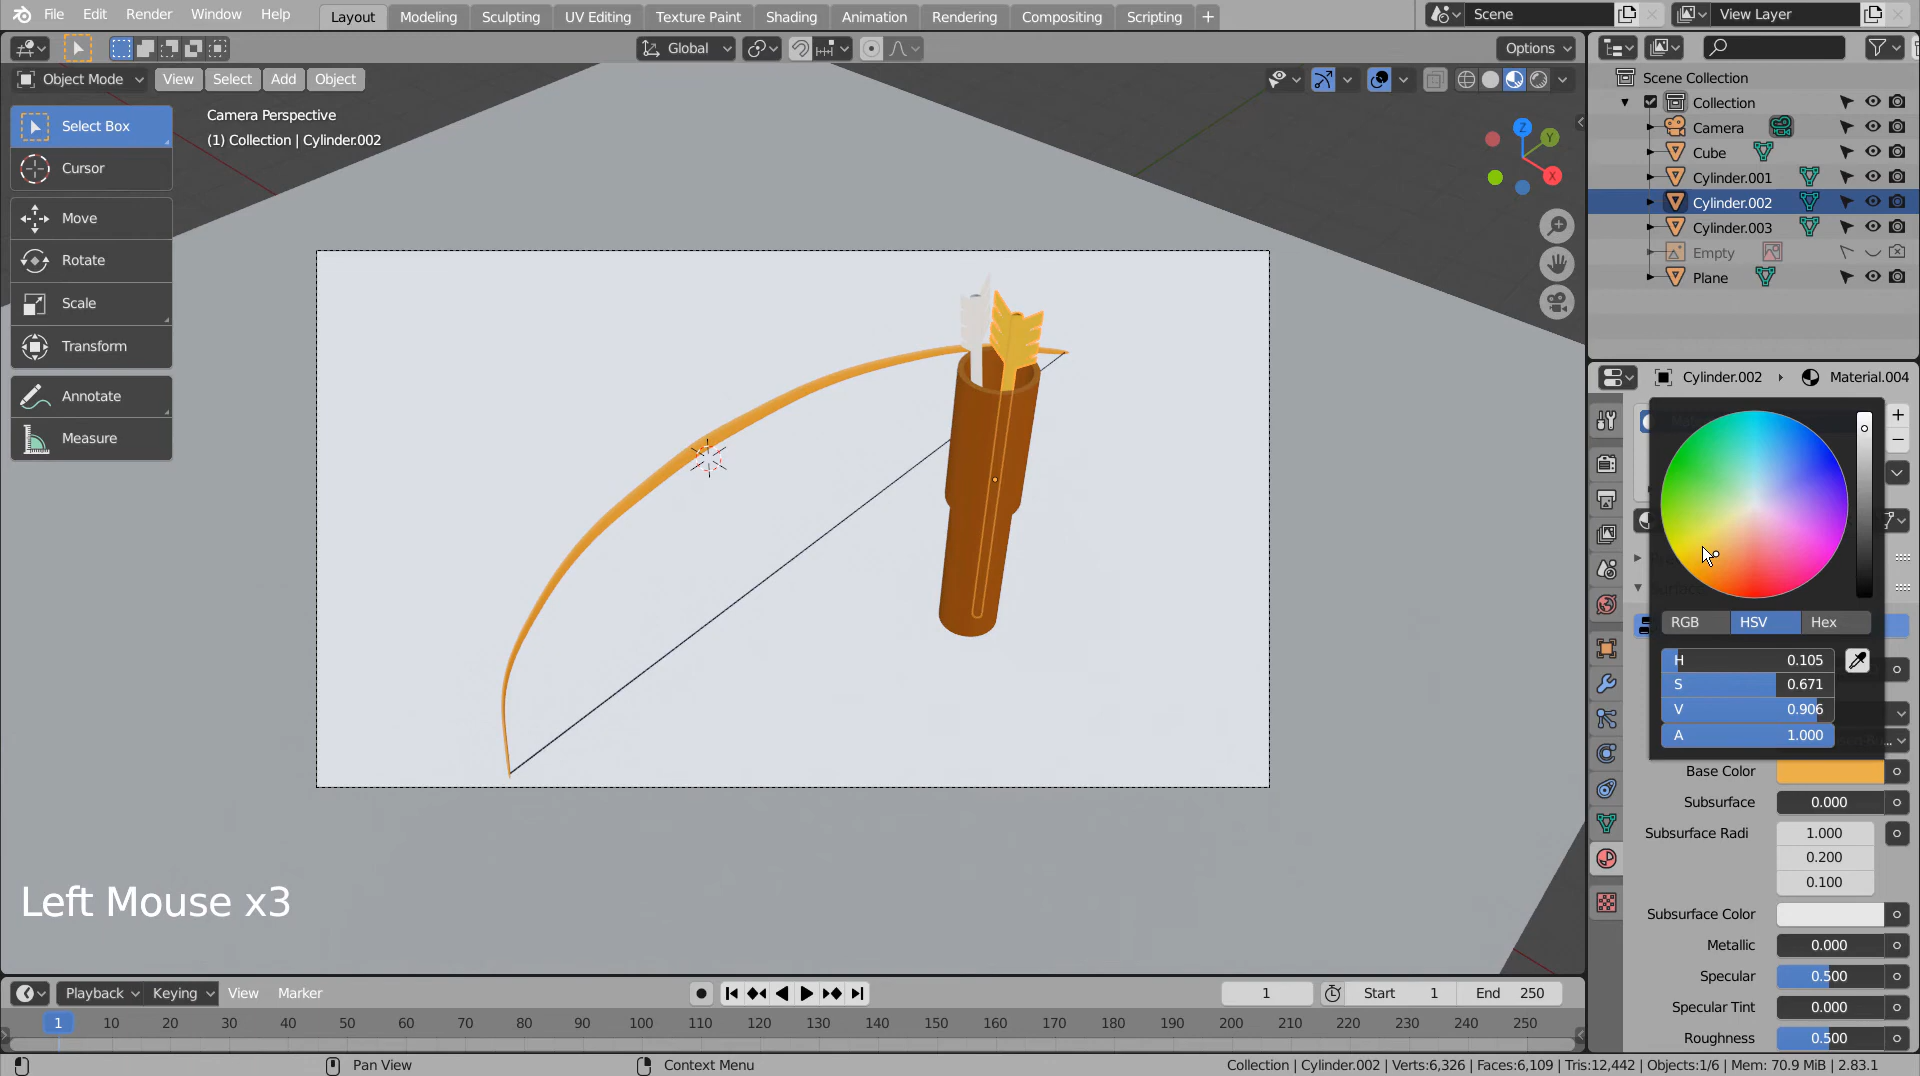 File Edit Render Window Help Layout Modeling Sculpting UV Editing Texture Paint Shading Animation Rendering Compositing Scripting + Scene View Layer
Global Options
Object Mode View Select Add Object
Select Box
Cursor
Move
Rotate
Scale
Transform
Annotate
Measure
Camera Perspective
(1) Collection | Cylinder.002
Z
Y
X
Scene Collection
Collection
Camera
Cube
Cylinder.001
Cylinder.002
Cylinder.003
Empty
Plane
Cylinder.002 Material.004
RGB HSV Hex
H 0.105
S 0.671
V 0.906
A 1.000
Base Color
Subsurface 0.000
Subsurface Radi 1.000
0.200
0.100
Subsurface Color
Metallic 0.000
Specular 0.500
Specular Tint 0.000
Roughness 0.500
Left Mouse x3
Playback Keying View Marker 1 Start 1 End 250
1 10 20 30 40 50 60 70 80 90 100 110 120 130 140 150 160 170 180 190 200 210 220 230 240 250
Pan View Context Menu Collection | Cylinder.002 | Verts:6,326 | Faces:6,109 | Tris:12,442 | Objects:1/6 | Mem: 70.9 MiB | 2.83.1